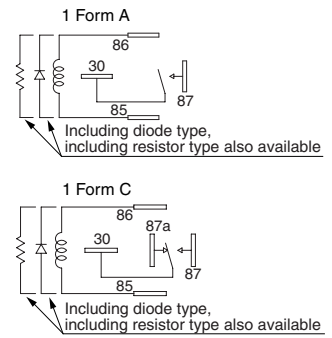 1 Form A
86
30
85
87
Including diode type,
including resistor type also available
1 Form C
86
87a
30
85
87
Including diode type,
including resistor type also available